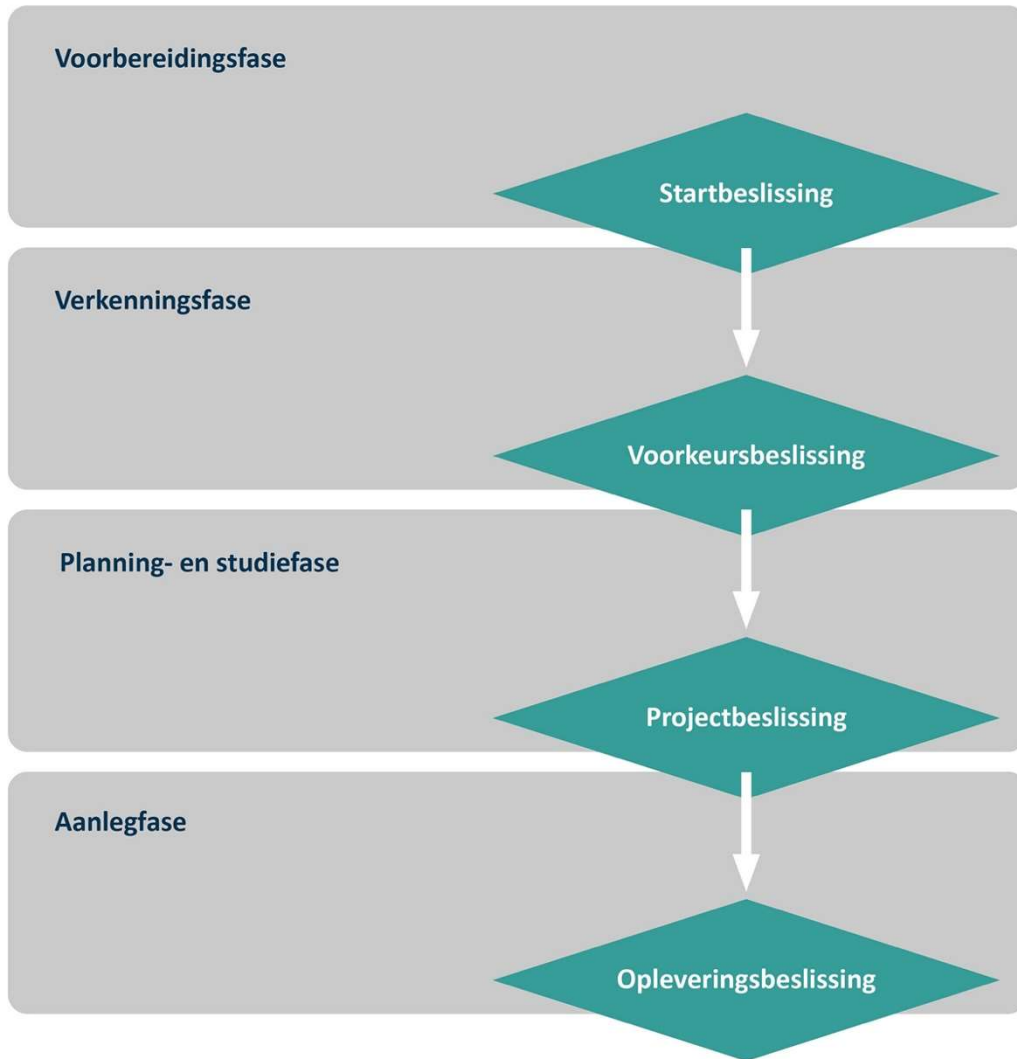 Voorbereidingsfase
Startbeslissing
Verkenningsfase
Voorkeursbeslissing
Planning- en studiefase
Projectbeslissing
Aanlegfase
Opleveringsbeslissing